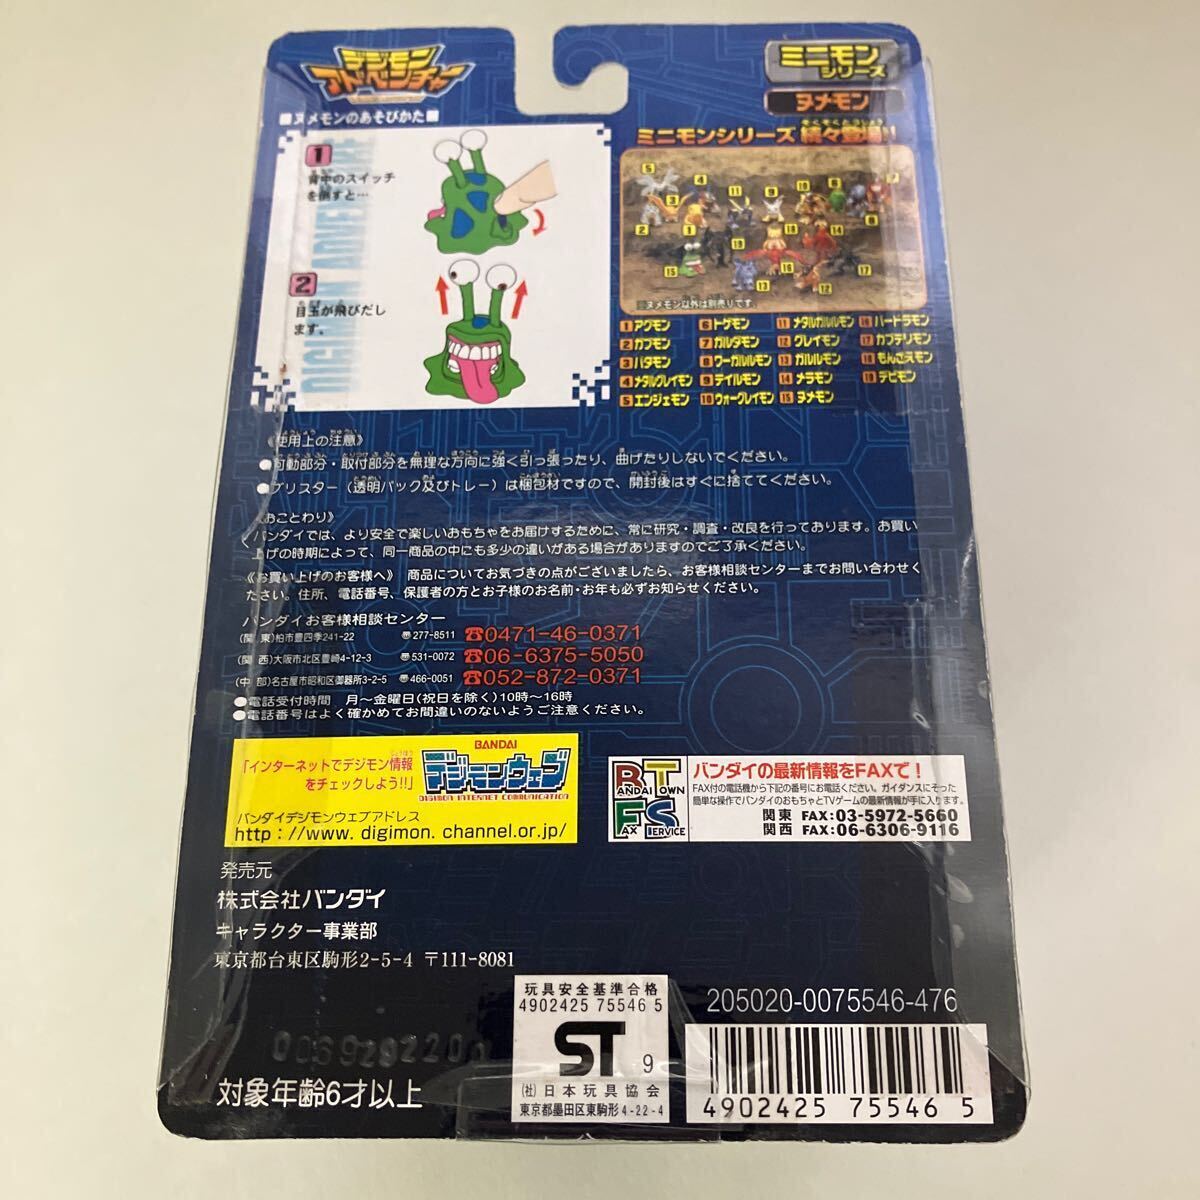 デジモン
アドベンチャー
ミニモン
シリーズ
ヌメモン
■ヌメモンのあそびかた■
1
背中のスイッチ
を倒すと…
2
目玉が飛びだし
ます。
DIGIMON ADVENTURE
ミニモンシリーズ 続々登場!!
※ヌメモン以外は別売りです。
1 アグモン
2 ガブモン
3 パタモン
4 メタルグレイモン
5 エンジェモン
6 トゲモン
7 ガルダモン
8 ワーガルルモン
9 テイルモン
10 ウォーグレイモン
11 メタルガルルモン
12 グレイモン
13 ガルルモン
14 メラモン
15 ヌメモン
16 バードラモン
17 カブテリモン
18 もんざえモン
19 デビモン
《使用上の注意》
●可動部分・取付部分を無理な方向に強く引っ張ったり、曲げたりしないでください。
●ブリスター（透明パック及びトレー）は梱包材ですので、開封後はすぐに捨ててください。
《おことわり》
バンダイでは、より安全で楽しいおもちゃをお届けするために、常に研究・調査・改良を行っております。お買い
上げの時期によって、同一商品の中にも多少の違いがある場合がありますのでご了承ください。
《お買い上げのお客様へ》 商品についてお気づきの点がございましたら、お客様相談センターまでお問い合わせく
ださい。住所、電話番号、保護者の方とお子様のお名前・お年も必ずお知らせください。
バンダイお客様相談センター
(関 東)柏市豊四季241-22 〠277-8511 ☎0471-46-0371
(関 西)大阪市北区豊崎4-12-3 〠531-0072 ☎06-6375-5050
(中 部)名古屋市昭和区御器所3-2-5 〠466-0051 ☎052-872-0371
●電話受付時間 月〜金曜日(祝日を除く)10時〜16時
●電話番号はよく確かめてお間違いのないようご注意ください。
「インターネットでデジモン情報
をチェックしよう!!」
BANDAI
デジモンウェブ
DIGIMON INTERNET COMMUNICATION
バンダイデジモンウェブアドレス
http://www.digimon.channel.or.jp/
BANDAI TOWN
FAX SERVICE
バンダイの最新情報をFAXで！
FAX付の電話機から下記の番号にお電話ください。ガイダンスにそった
簡単な操作でバンダイのおもちゃとTVゲームの最新情報が手に入ります。
関東 FAX:03-5972-5660
関西 FAX:06-6306-9116
発売元
株式会社バンダイ
キャラクター事業部
東京都台東区駒形2-5-4 〒111-8081
対象年齢6才以上
玩具安全基準合格
4902425 75546 5
ST 9
(社)日本玩具協会
東京都墨田区東駒形4-22-4
205020-0075546-476
4902425 755465